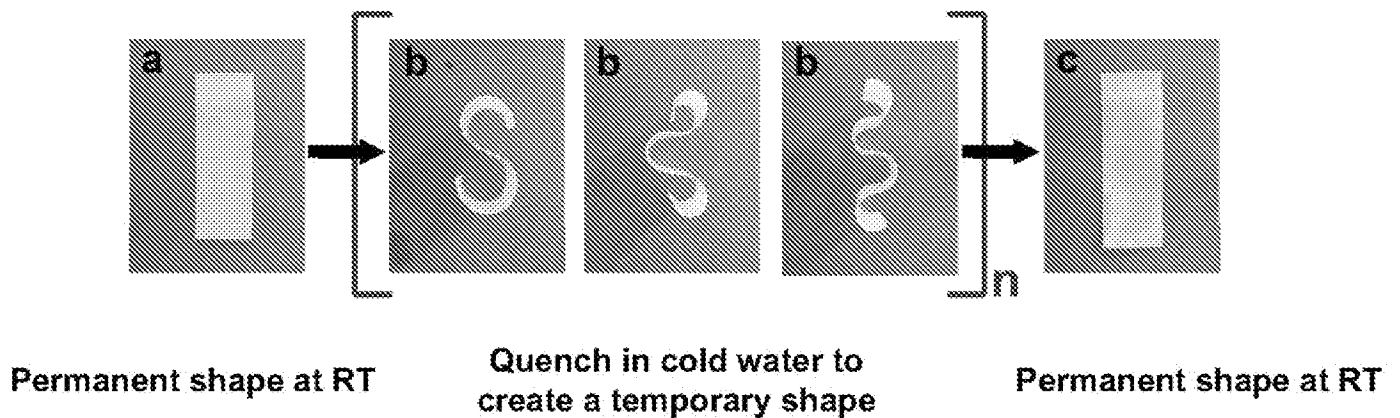 a
b
b
b
c
n
Permanent shape at RT
Quench in cold water to
create a temporary shape
Permanent shape at RT